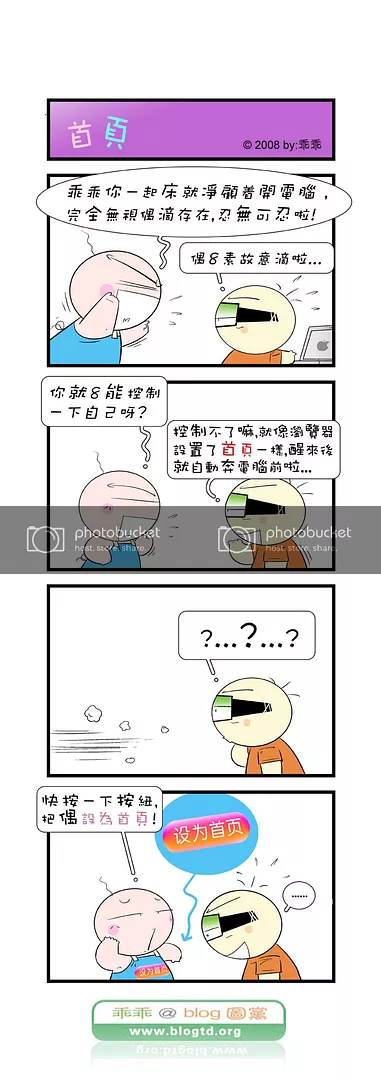 首頁
© 2008 by:乖乖
乖乖你一起床就淨顧着開電腦，
完全無視偶滴存在,忍無可忍啦!
偶8素故意滴啦...
你就8能控制
一下自己呀?
控制不了嘛,就像瀏覽器
設置了首頁一樣,醒來後
就自動奔電腦前啦...
photobucket
host. store. share.
photobucket
host. store. share.
?...?...?
快按一下按紐,
把偶設為首頁!
设为首页
......
设为首页
乖乖 @ blog 圖黨
www.blogtd.org